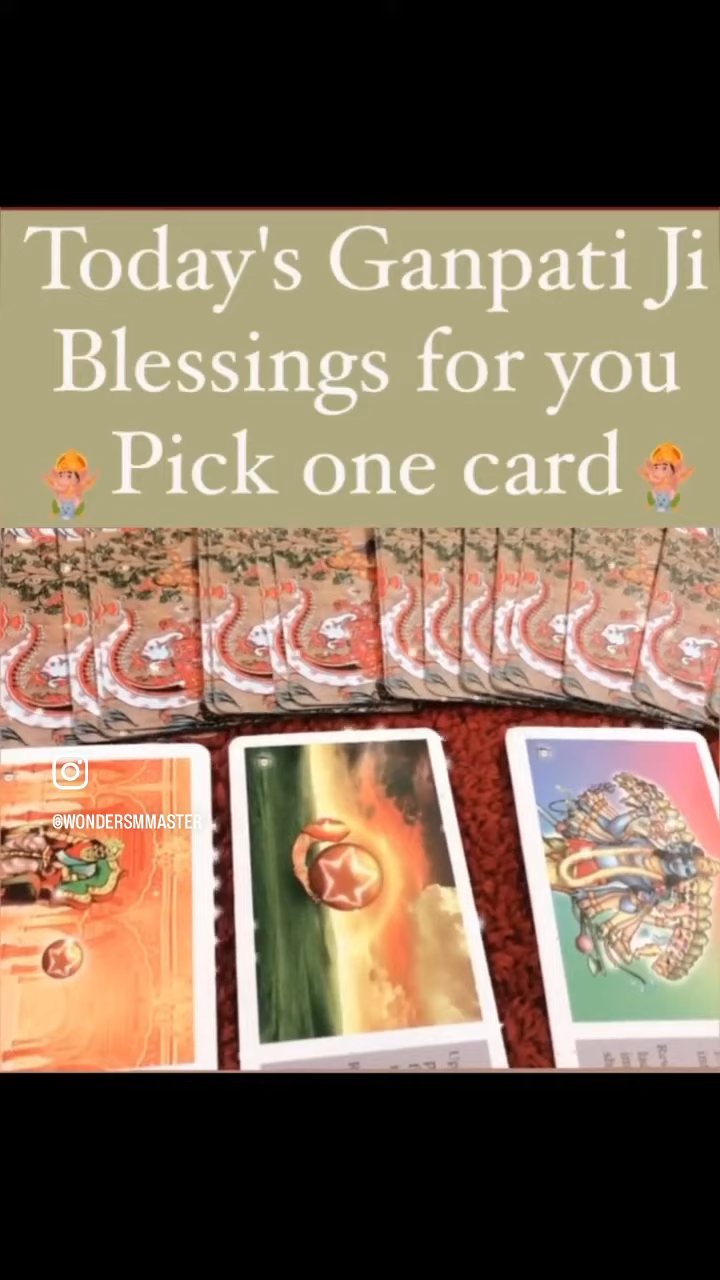 Today's Ganpati Ji
Blessings for you
Pick one card
@WONDERSMMASTER